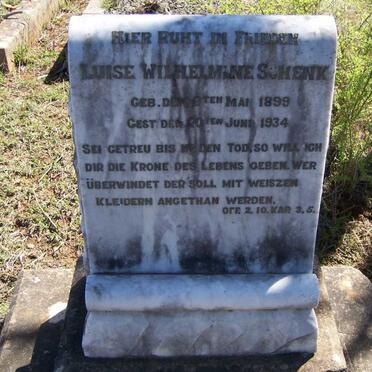 HIER RUHT IN FRIEDEN
LUISE WILHELMINE SCHENK
GEB. DEN TEN MAI 1899
GEST DEN 20TEN JUNI 1934
SEI GETREU BIS IN DEN TOD, SO WILL ICH
DIR DIE KRONE DES LEBENS GEBEN. WER
ÜBERWINDET DER SOLL MIT WEISZEN
KLEIDERN ANGETHAN WERDEN.
OFF 2. 10. KAP 3. 5.